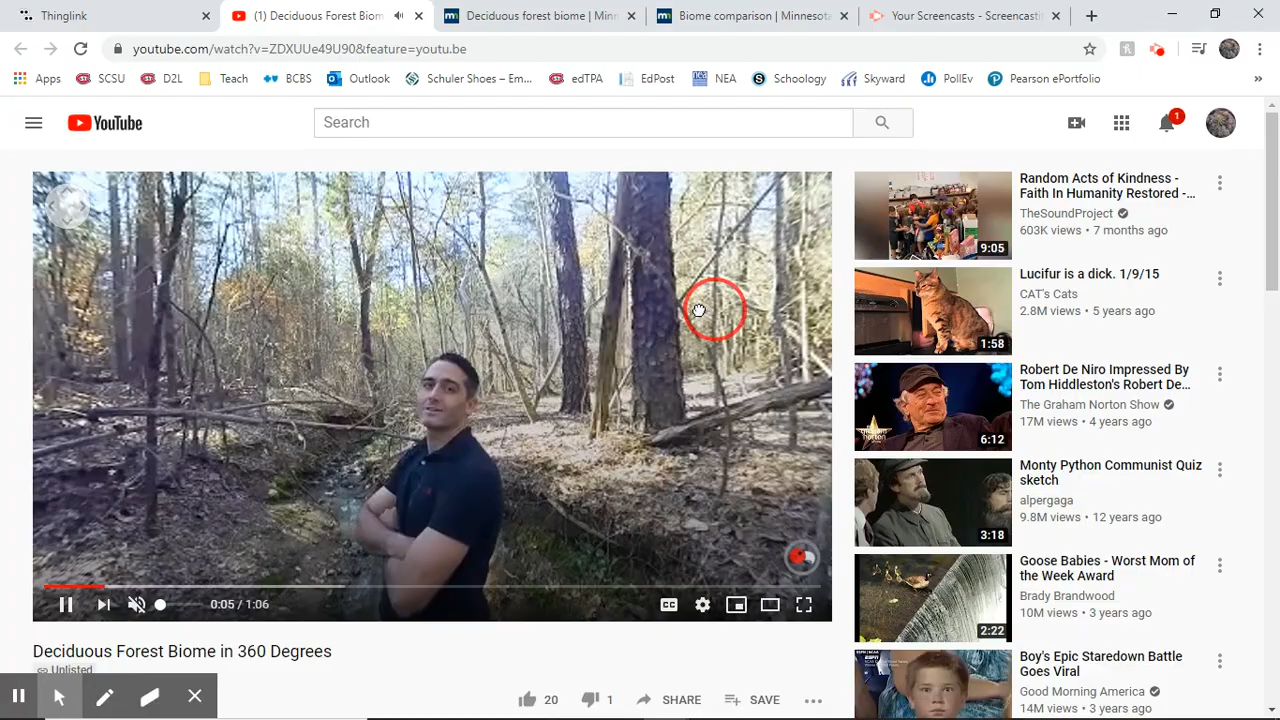 Thinglink
(1) Deciduous Forest Biom
Deciduous forest biome | Minn
Biome comparison | Minnesota
Your Screencasts - Screencasti
youtube.com/watch?v=ZDXUUe49U90&feature=youtu.be
Apps
SCSU
D2L
Teach
BCBS
Outlook
Schuler Shoes – Em...
edTPA
EdPost
NEA
Schoology
Skyward
PollEv
Pearson ePortfolio
YouTube
Search
1
Random Acts of Kindness -
Faith In Humanity Restored -...
TheSoundProject
603K views • 7 months ago
9:05
Lucifur is a dick. 1/9/15
CAT's Cats
2.8M views • 5 years ago
1:58
Robert De Niro Impressed By
Tom Hiddleston's Robert De...
The Graham Norton Show
17M views • 4 years ago
6:12
Monty Python Communist Quiz
sketch
alpergaga
9.8M views • 12 years ago
3:18
Goose Babies - Worst Mom of
the Week Award
Brady Brandwood
10M views • 3 years ago
2:22
Boy's Epic Staredown Battle
Goes Viral
Good Morning America
14M views • 3 years ago
0:05 / 1:06
CC
Deciduous Forest Biome in 360 Degrees
Unlisted
20
1
SHARE
SAVE